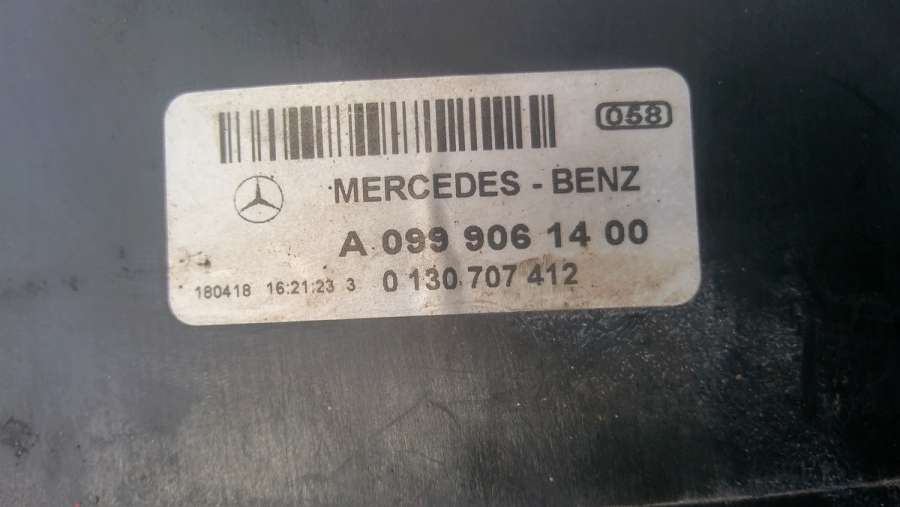 058
MERCEDES - BENZ
A 099 906 14 00
180418 16:21:23 3 0 130 707 412